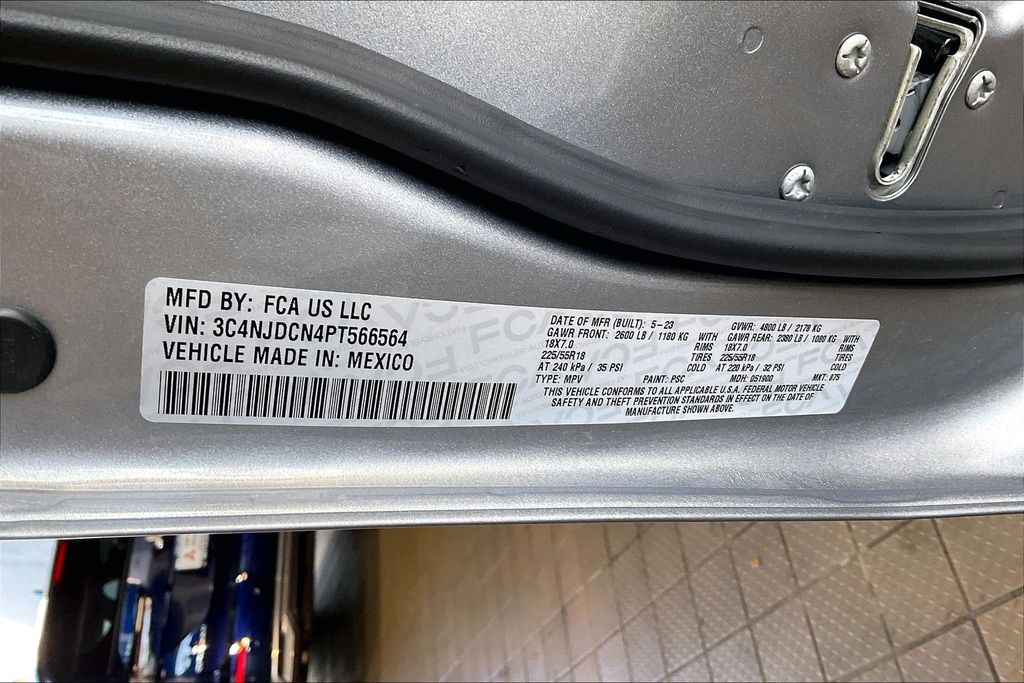 MFD BY: FCA US LLC
VIN: 3C4NJDCN4PT566564
VEHICLE MADE IN: MEXICO
DATE OF MFR (BUILT): 5-23 GVWR: 4800 LB / 2178 KG
GAWR FRONT: 2600 LB / 1180 KG WITH GAWR REAR: 2380 LB / 1080 KG WITH
18X7.0 RIMS 18X7.0 RIMS
225/55R18 TIRES 225/55R18 TIRES
AT 240 kPa / 35 PSI COLD AT 220 kPa / 32 PSI COLD
TYPE: MPV PAINT: PSC MDH: 051900 MKT: 875
THIS VEHICLE CONFORMS TO ALL APPLICABLE U.S.A. FEDERAL MOTOR VEHICLE
SAFETY AND THEFT PREVENTION STANDARDS IN EFFECT ON THE DATE OF
MANUFACTURE SHOWN ABOVE.